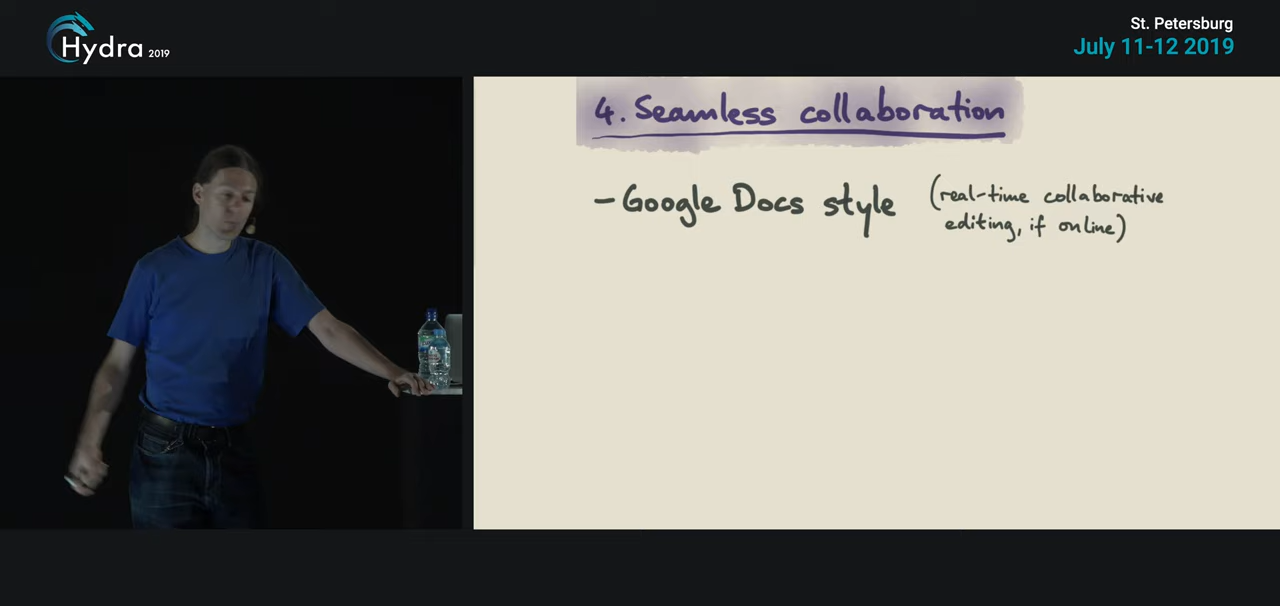 Hydra 2019
St. Petersburg
July 11-12 2019
4. Seamless collaboration
– Google Docs style (real-time collaborative
editing, if online)